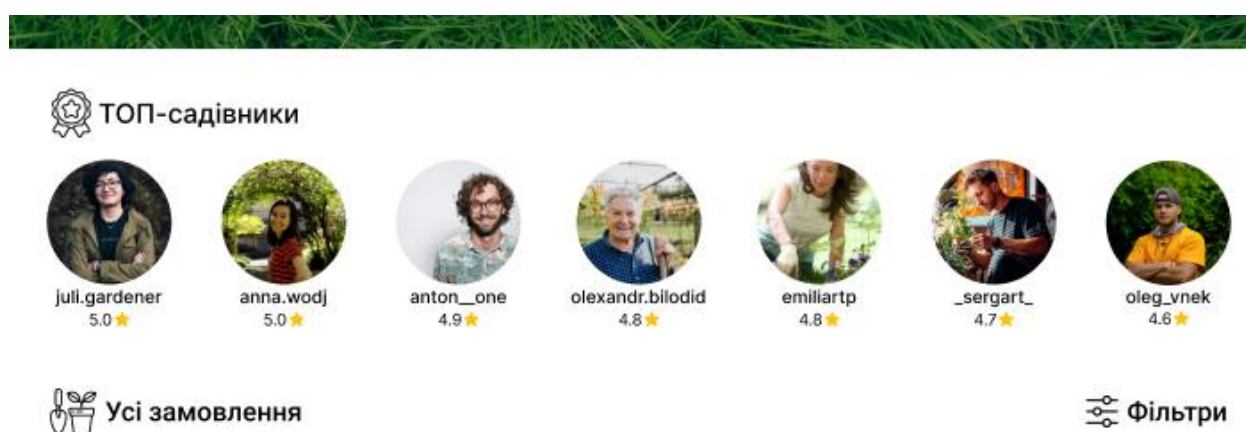 ТОП-садівники
juli.gardener
anna.wodj
anton__one
olexandr.bilodid
emiliartp
_sergart_
oleg_vnek
5.0
5.0
4.9
4.8
4.8
4.7
4.6
Усі замовлення
Фільтри